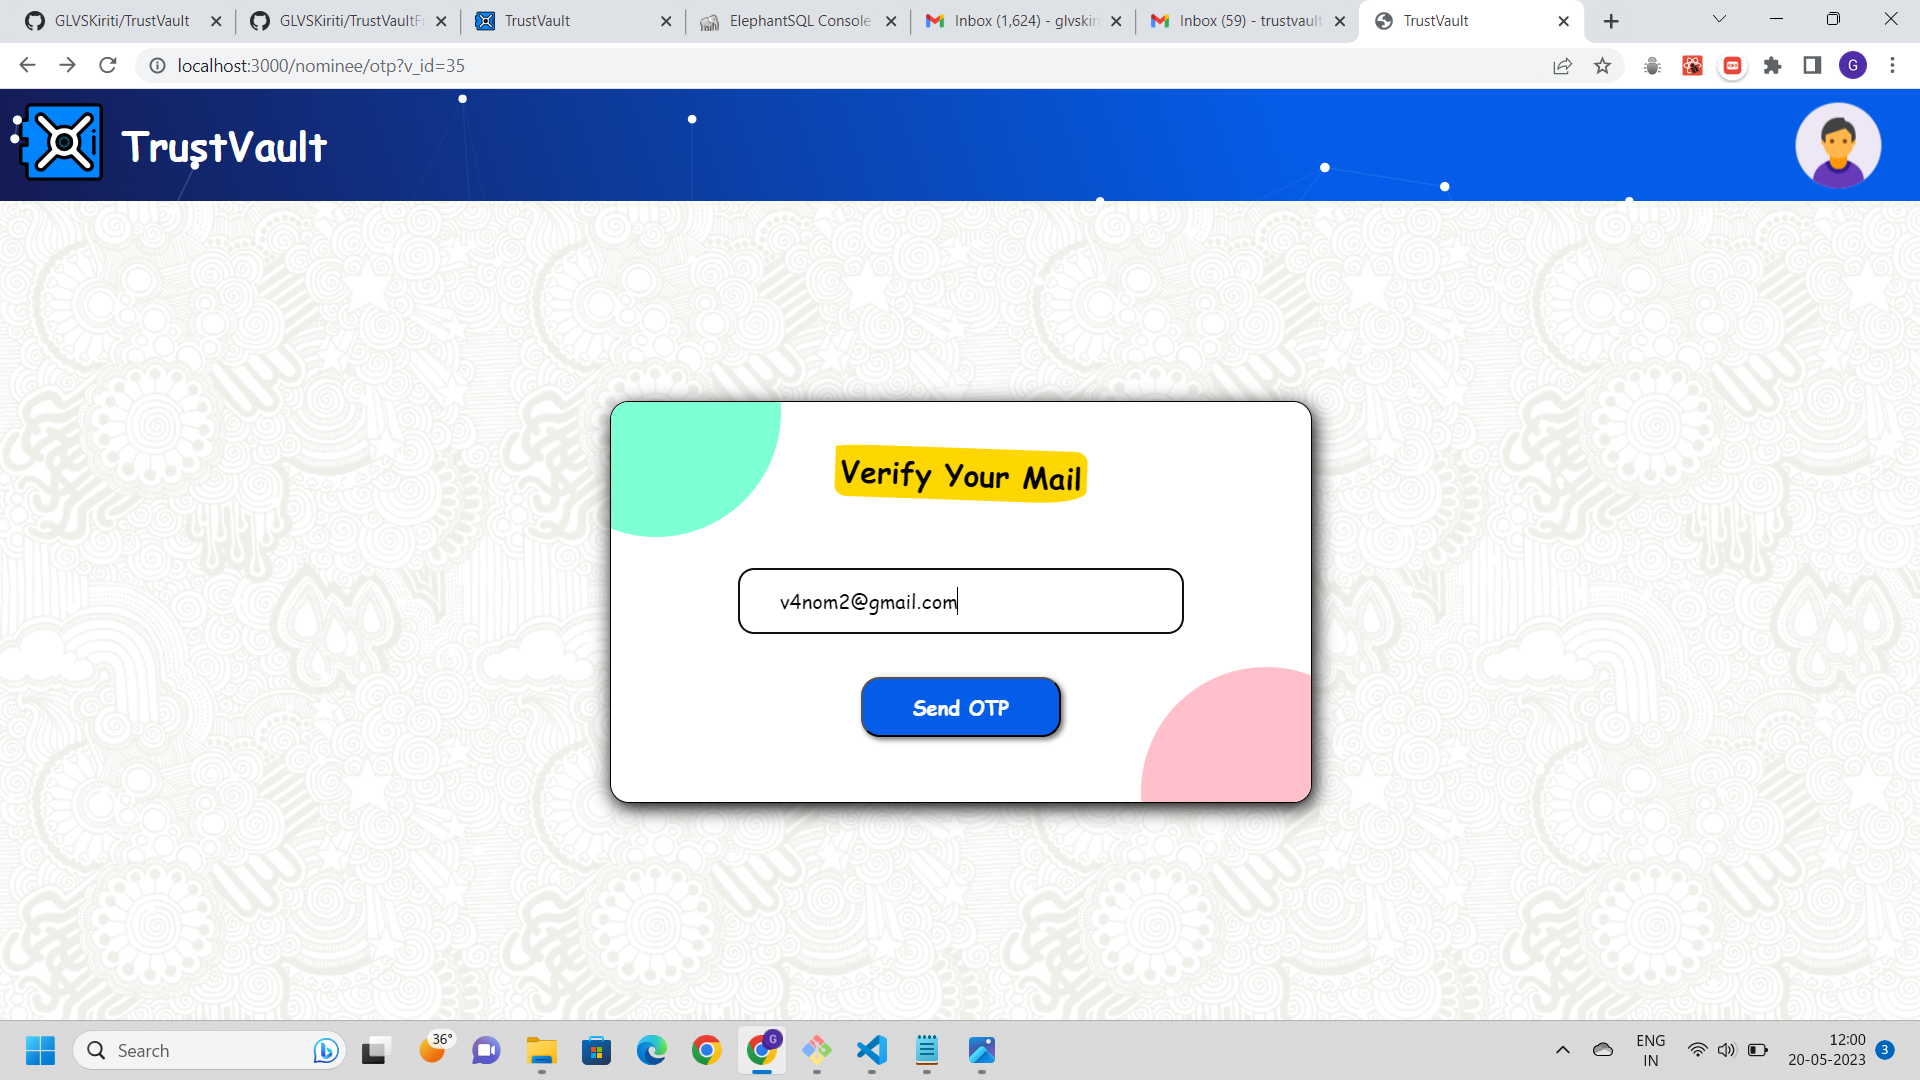 GLVSKiriti/TrustVault
GLVSKiriti/TrustVaultFr
TrustVault
ElephantSQL Console
Inbox (1,624) - glvskiri
Inbox (59) - trustvault
TrustVault
localhost:3000/nominee/otp?v_id=35
G
TrustVault
Verify Your Mail
v4nom2@gmail.com
Send OTP
Search
36°
G
ENG
IN
12:00
20-05-2023
3